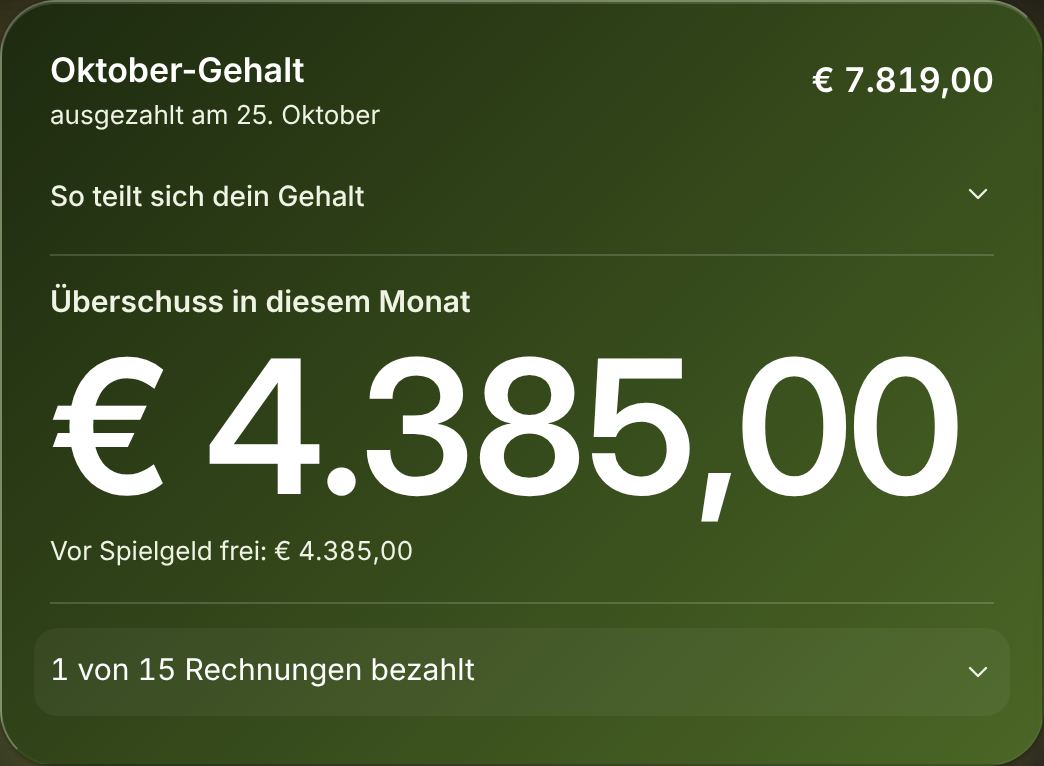 Oktober-Gehalt
€ 7.819,00
ausgezahlt am 25. Oktober
So teilt sich dein Gehalt
Überschuss in diesem Monat
€ 4.385,00
Vor Spielgeld frei: € 4.385,00
1 von 15 Rechnungen bezahlt